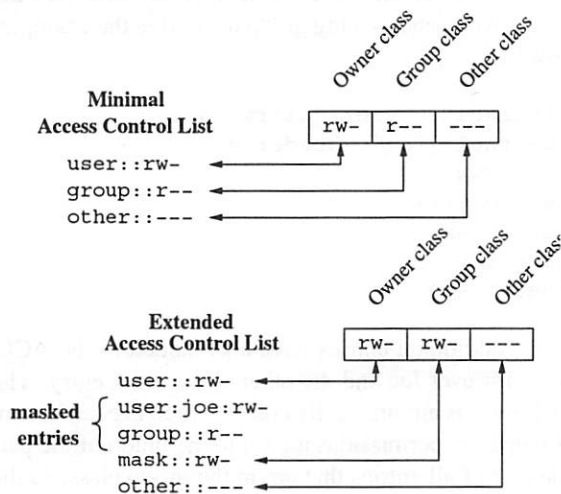 Owner class
Group class
Other class
Minimal
Access Control List
rw- r-- ---
user::rw-
group::r--
other::---
Owner class
Group class
Other class
Extended
Access Control List
rw- rw- ---
user::rw-
masked
entries
user:joe:rw-
group::r--
mask::rw-
other::---